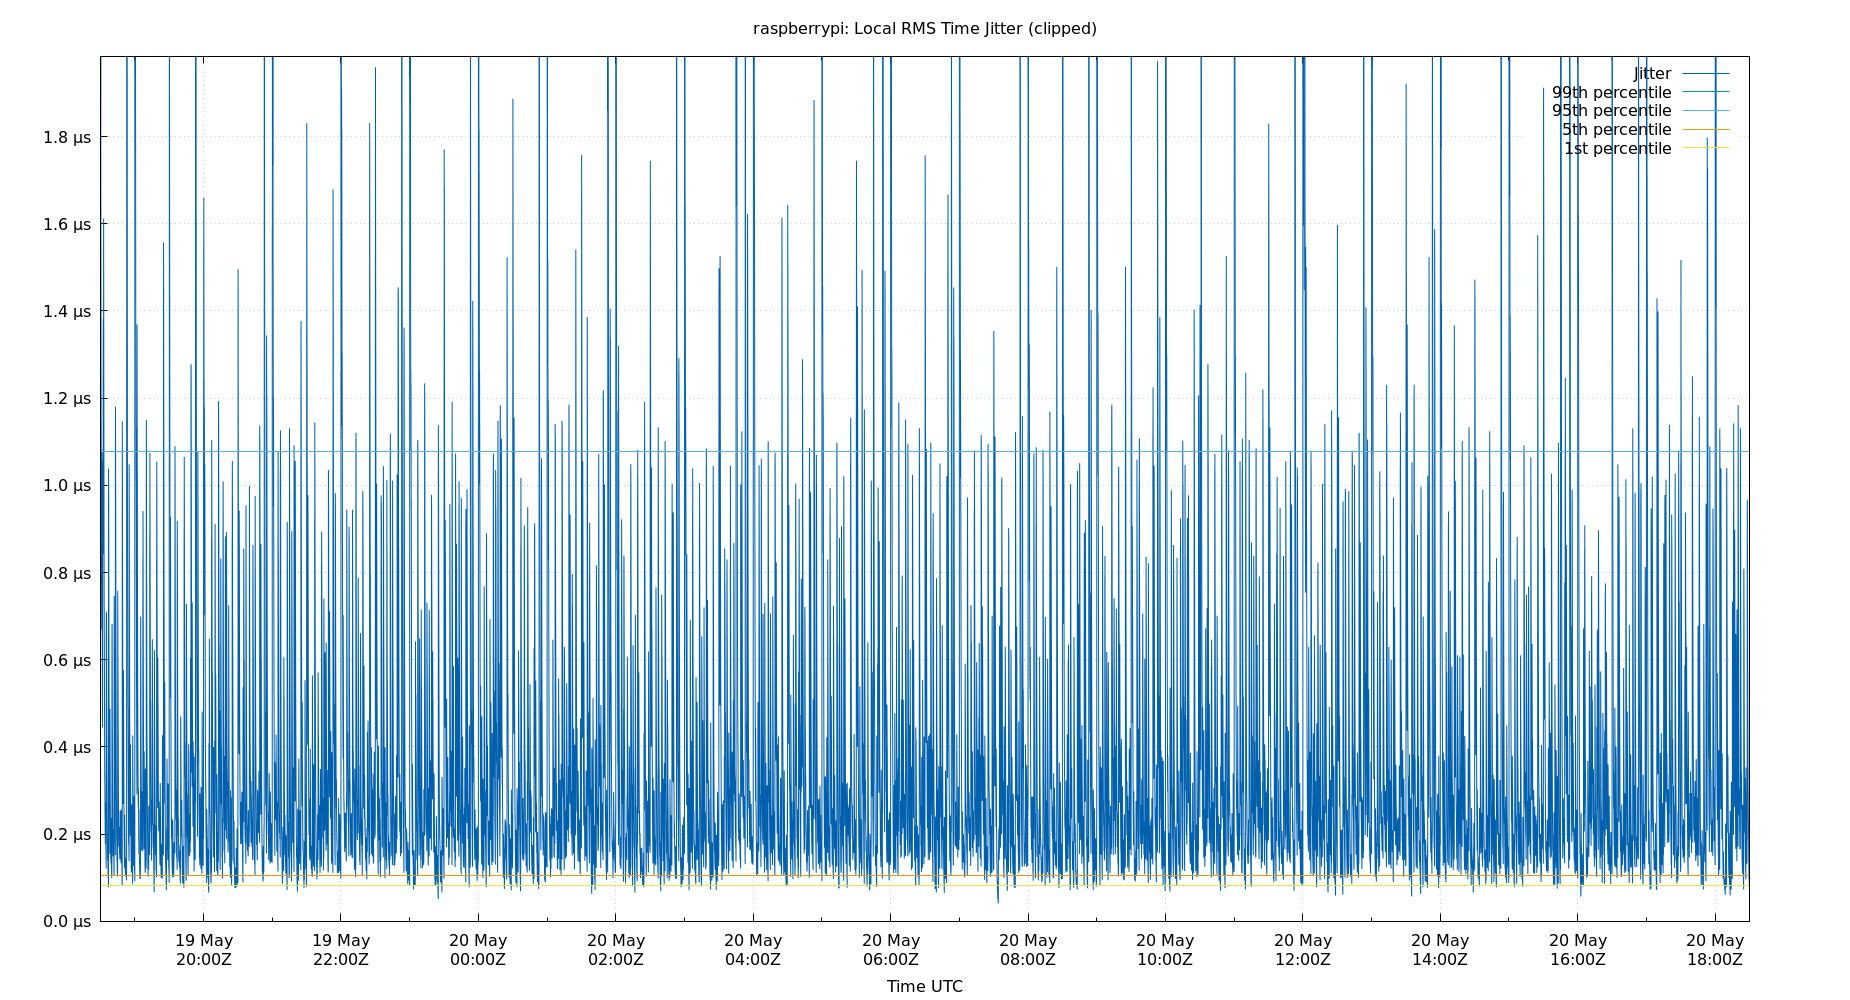 raspberrypi: Local RMS Time Jitter (clipped)
Jitter
99th percentile
95th percentile
5th percentile
1st percentile
1.8 μs
1.6 μs
1.4 μs
1.2 μs
1.0 μs
0.8 μs
0.6 μs
0.4 μs
0.2 μs
0.0 μs
19 May 19 May 20 May 20 May 20 May 20 May 20 May 20 May 20 May 20 May 20 May 20 May
20:00Z 22:00Z 00:00Z 02:00Z 04:00Z 06:00Z 08:00Z 10:00Z 12:00Z 14:00Z 16:00Z 18:00Z
Time UTC